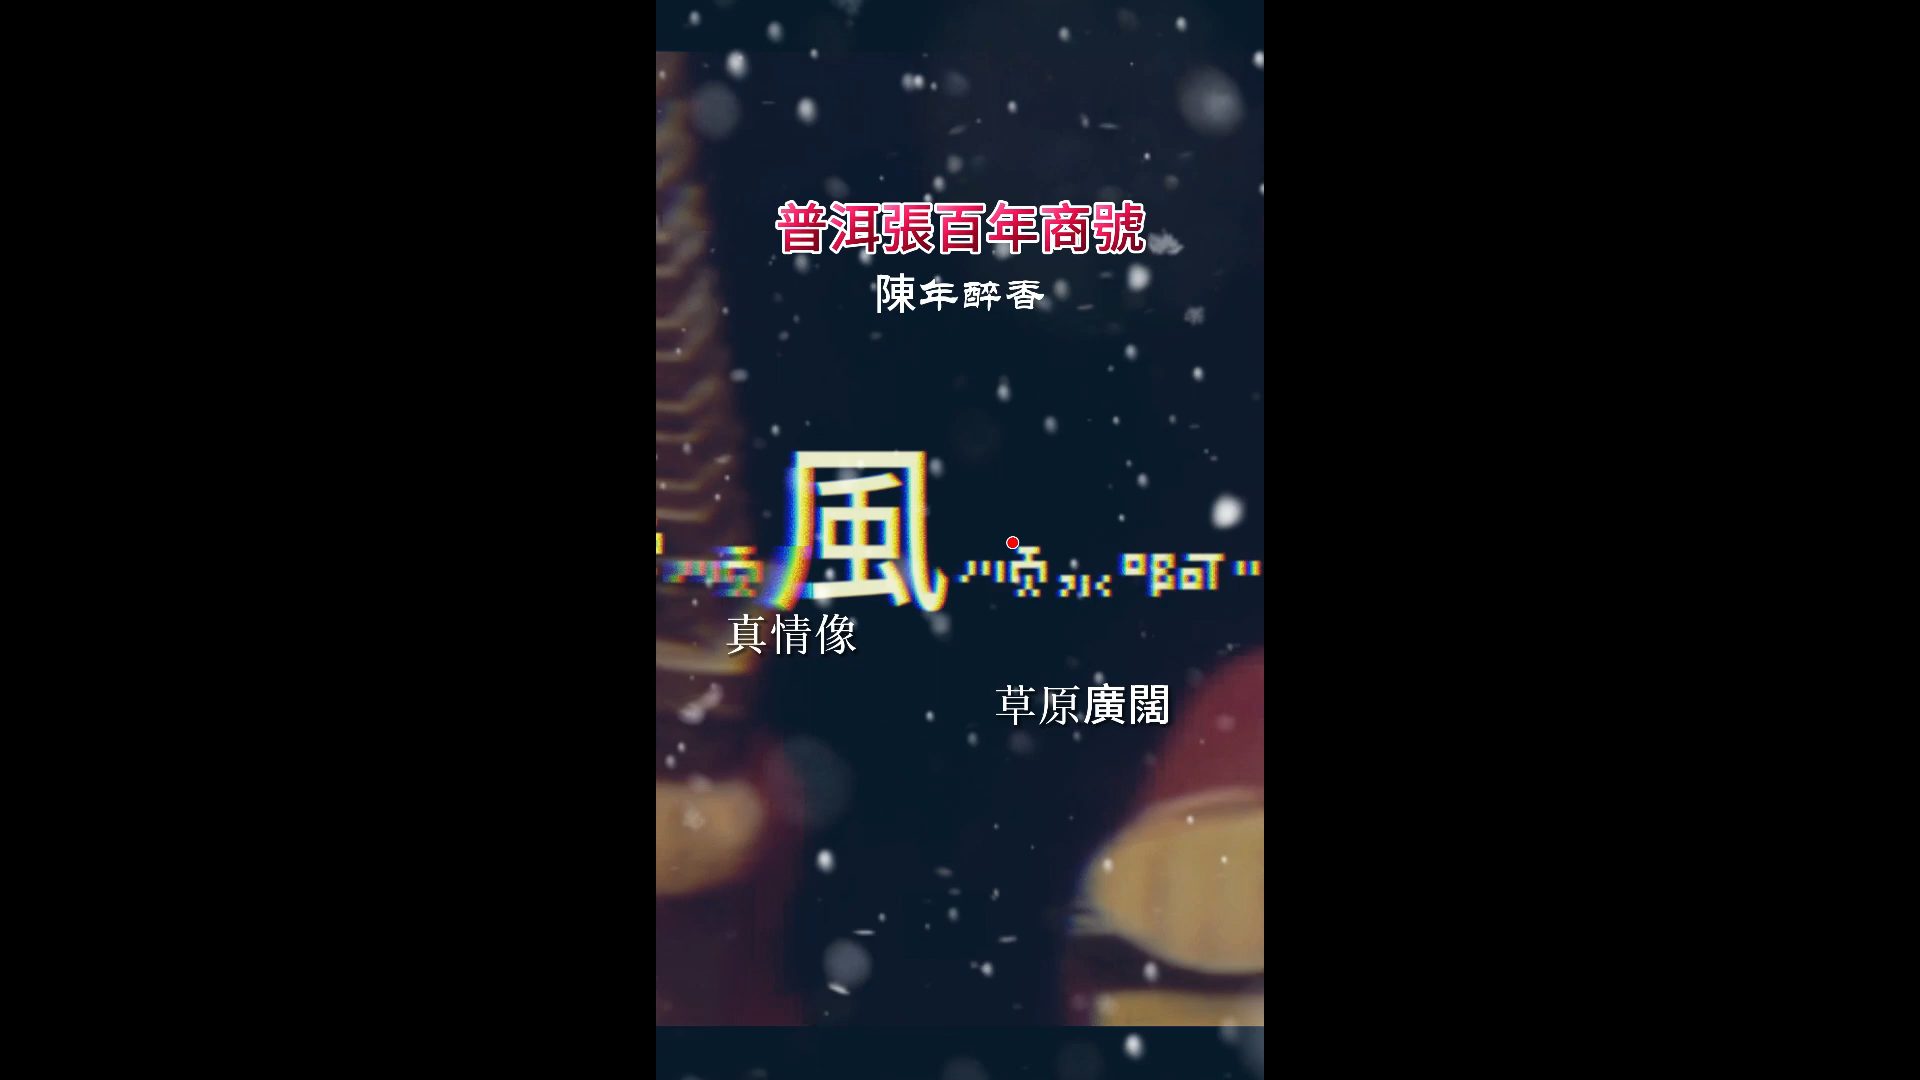 普洱張百年商號
陳年醉香
風
真情像
草原廣闊